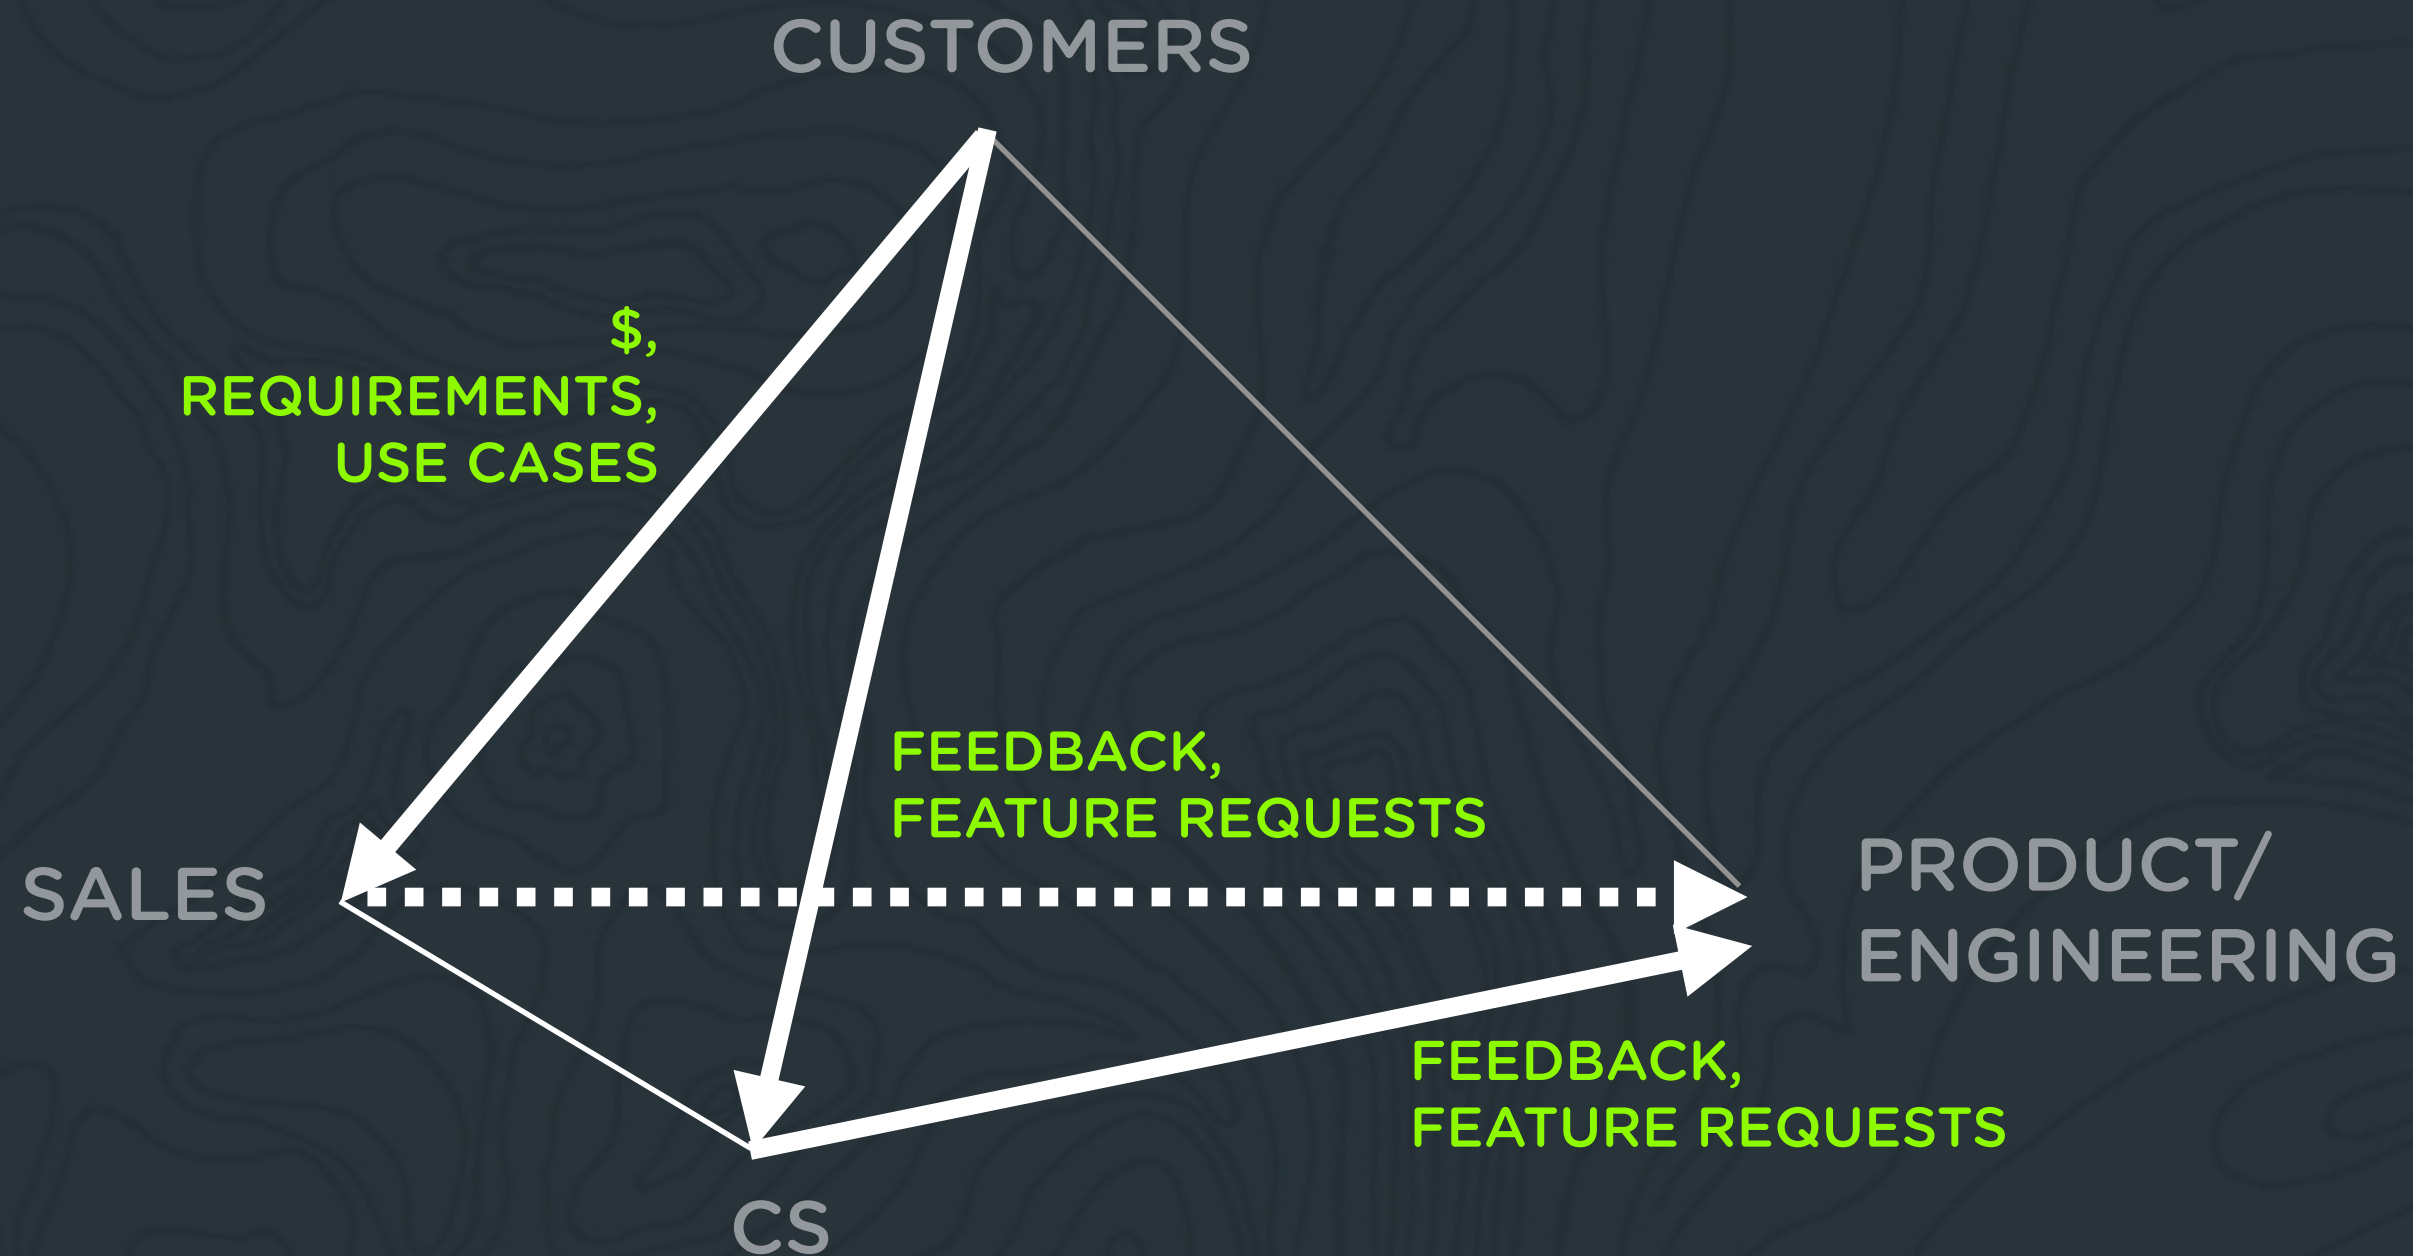 CUSTOMERS
$,
REQUIREMENTS,
USE CASES
FEEDBACK,
FEATURE REQUESTS
SALES
PRODUCT/
ENGINEERING
FEEDBACK,
FEATURE REQUESTS
CS